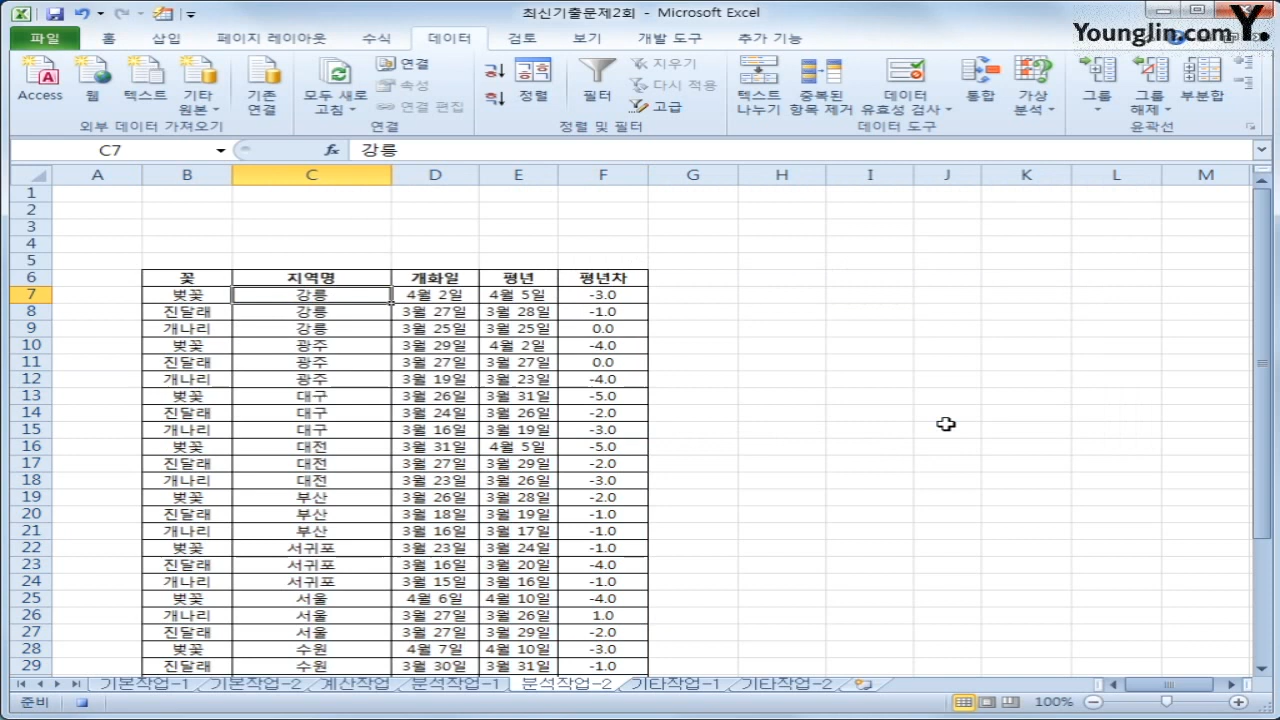 최신기출문제2회 - Microsoft Excel
Younglin.com Y.
파일 홈 삽입 페이지 레이아웃 수식 데이터 검토 보기 개발 도구 추가 기능
Access 웹 텍스트 기타 원본 기존 연결 모두 새로 고침 연결 속성 연결 편집 정렬 필터 지우기 다시 적용 고급 텍스트 나누기 중복된 항목 제거 데이터 유효성 검사 통합 가상 분석 그룹 그룹 해제 부분합
외부 데이터 가져오기 연결 정렬 및 필터 데이터 도구 윤곽선
C7 fx 강릉
A B C D E F G H I J K L M
1
2
3
4
5
6 꽃 지역명 개화일 평년 평년차
7 벚꽃 강릉 4월 2일 4월 5일 -3.0
8 진달래 강릉 3월 27일 3월 28일 -1.0
9 개나리 강릉 3월 25일 3월 25일 0.0
10 벚꽃 광주 3월 29일 4월 2일 -4.0
11 진달래 광주 3월 27일 3월 27일 0.0
12 개나리 광주 3월 19일 3월 23일 -4.0
13 벚꽃 대구 3월 26일 3월 31일 -5.0
14 진달래 대구 3월 24일 3월 26일 -2.0
15 개나리 대구 3월 16일 3월 19일 -3.0
16 벚꽃 대전 3월 31일 4월 5일 -5.0
17 진달래 대전 3월 27일 3월 29일 -2.0
18 개나리 대전 3월 23일 3월 26일 -3.0
19 벚꽃 부산 3월 26일 3월 28일 -2.0
20 진달래 부산 3월 18일 3월 19일 -1.0
21 개나리 부산 3월 16일 3월 17일 -1.0
22 벚꽃 서귀포 3월 23일 3월 24일 -1.0
23 진달래 서귀포 3월 16일 3월 20일 -4.0
24 개나리 서귀포 3월 15일 3월 16일 -1.0
25 벚꽃 서울 4월 6일 4월 10일 -4.0
26 개나리 서울 3월 27일 3월 26일 1.0
27 진달래 서울 3월 27일 3월 29일 -2.0
28 벚꽃 수원 4월 7일 4월 10일 -3.0
29 진달래 수원 3월 30일 3월 31일 -1.0
기본작업-1 기본작업-2 계산작업 분석작업-1 분석작업-2 기타작업-1 기타작업-2
준비 100%